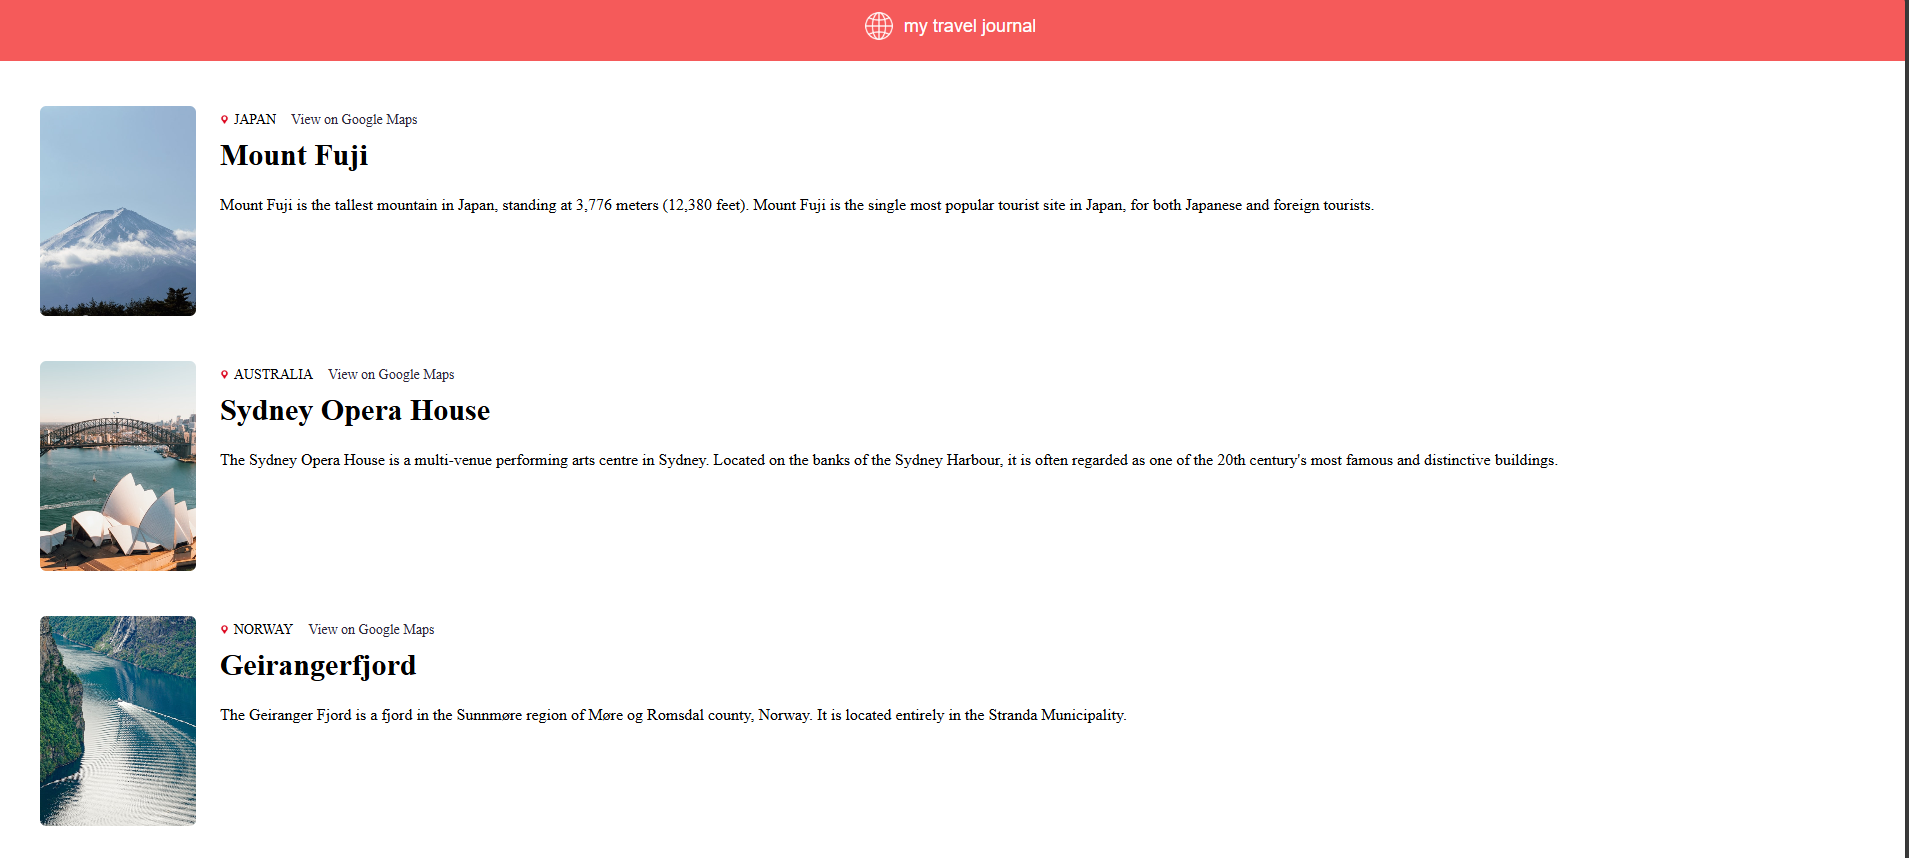 my travel journal
JAPAN View on Google Maps
Mount Fuji
Mount Fuji is the tallest mountain in Japan, standing at 3,776 meters (12,380 feet). Mount Fuji is the single most popular tourist site in Japan, for both Japanese and foreign tourists.
AUSTRALIA View on Google Maps
Sydney Opera House
The Sydney Opera House is a multi-venue performing arts centre in Sydney. Located on the banks of the Sydney Harbour, it is often regarded as one of the 20th century's most famous and distinctive buildings.
NORWAY View on Google Maps
Geirangerfjord
The Geiranger Fjord is a fjord in the Sunnmøre region of Møre og Romsdal county, Norway. It is located entirely in the Stranda Municipality.